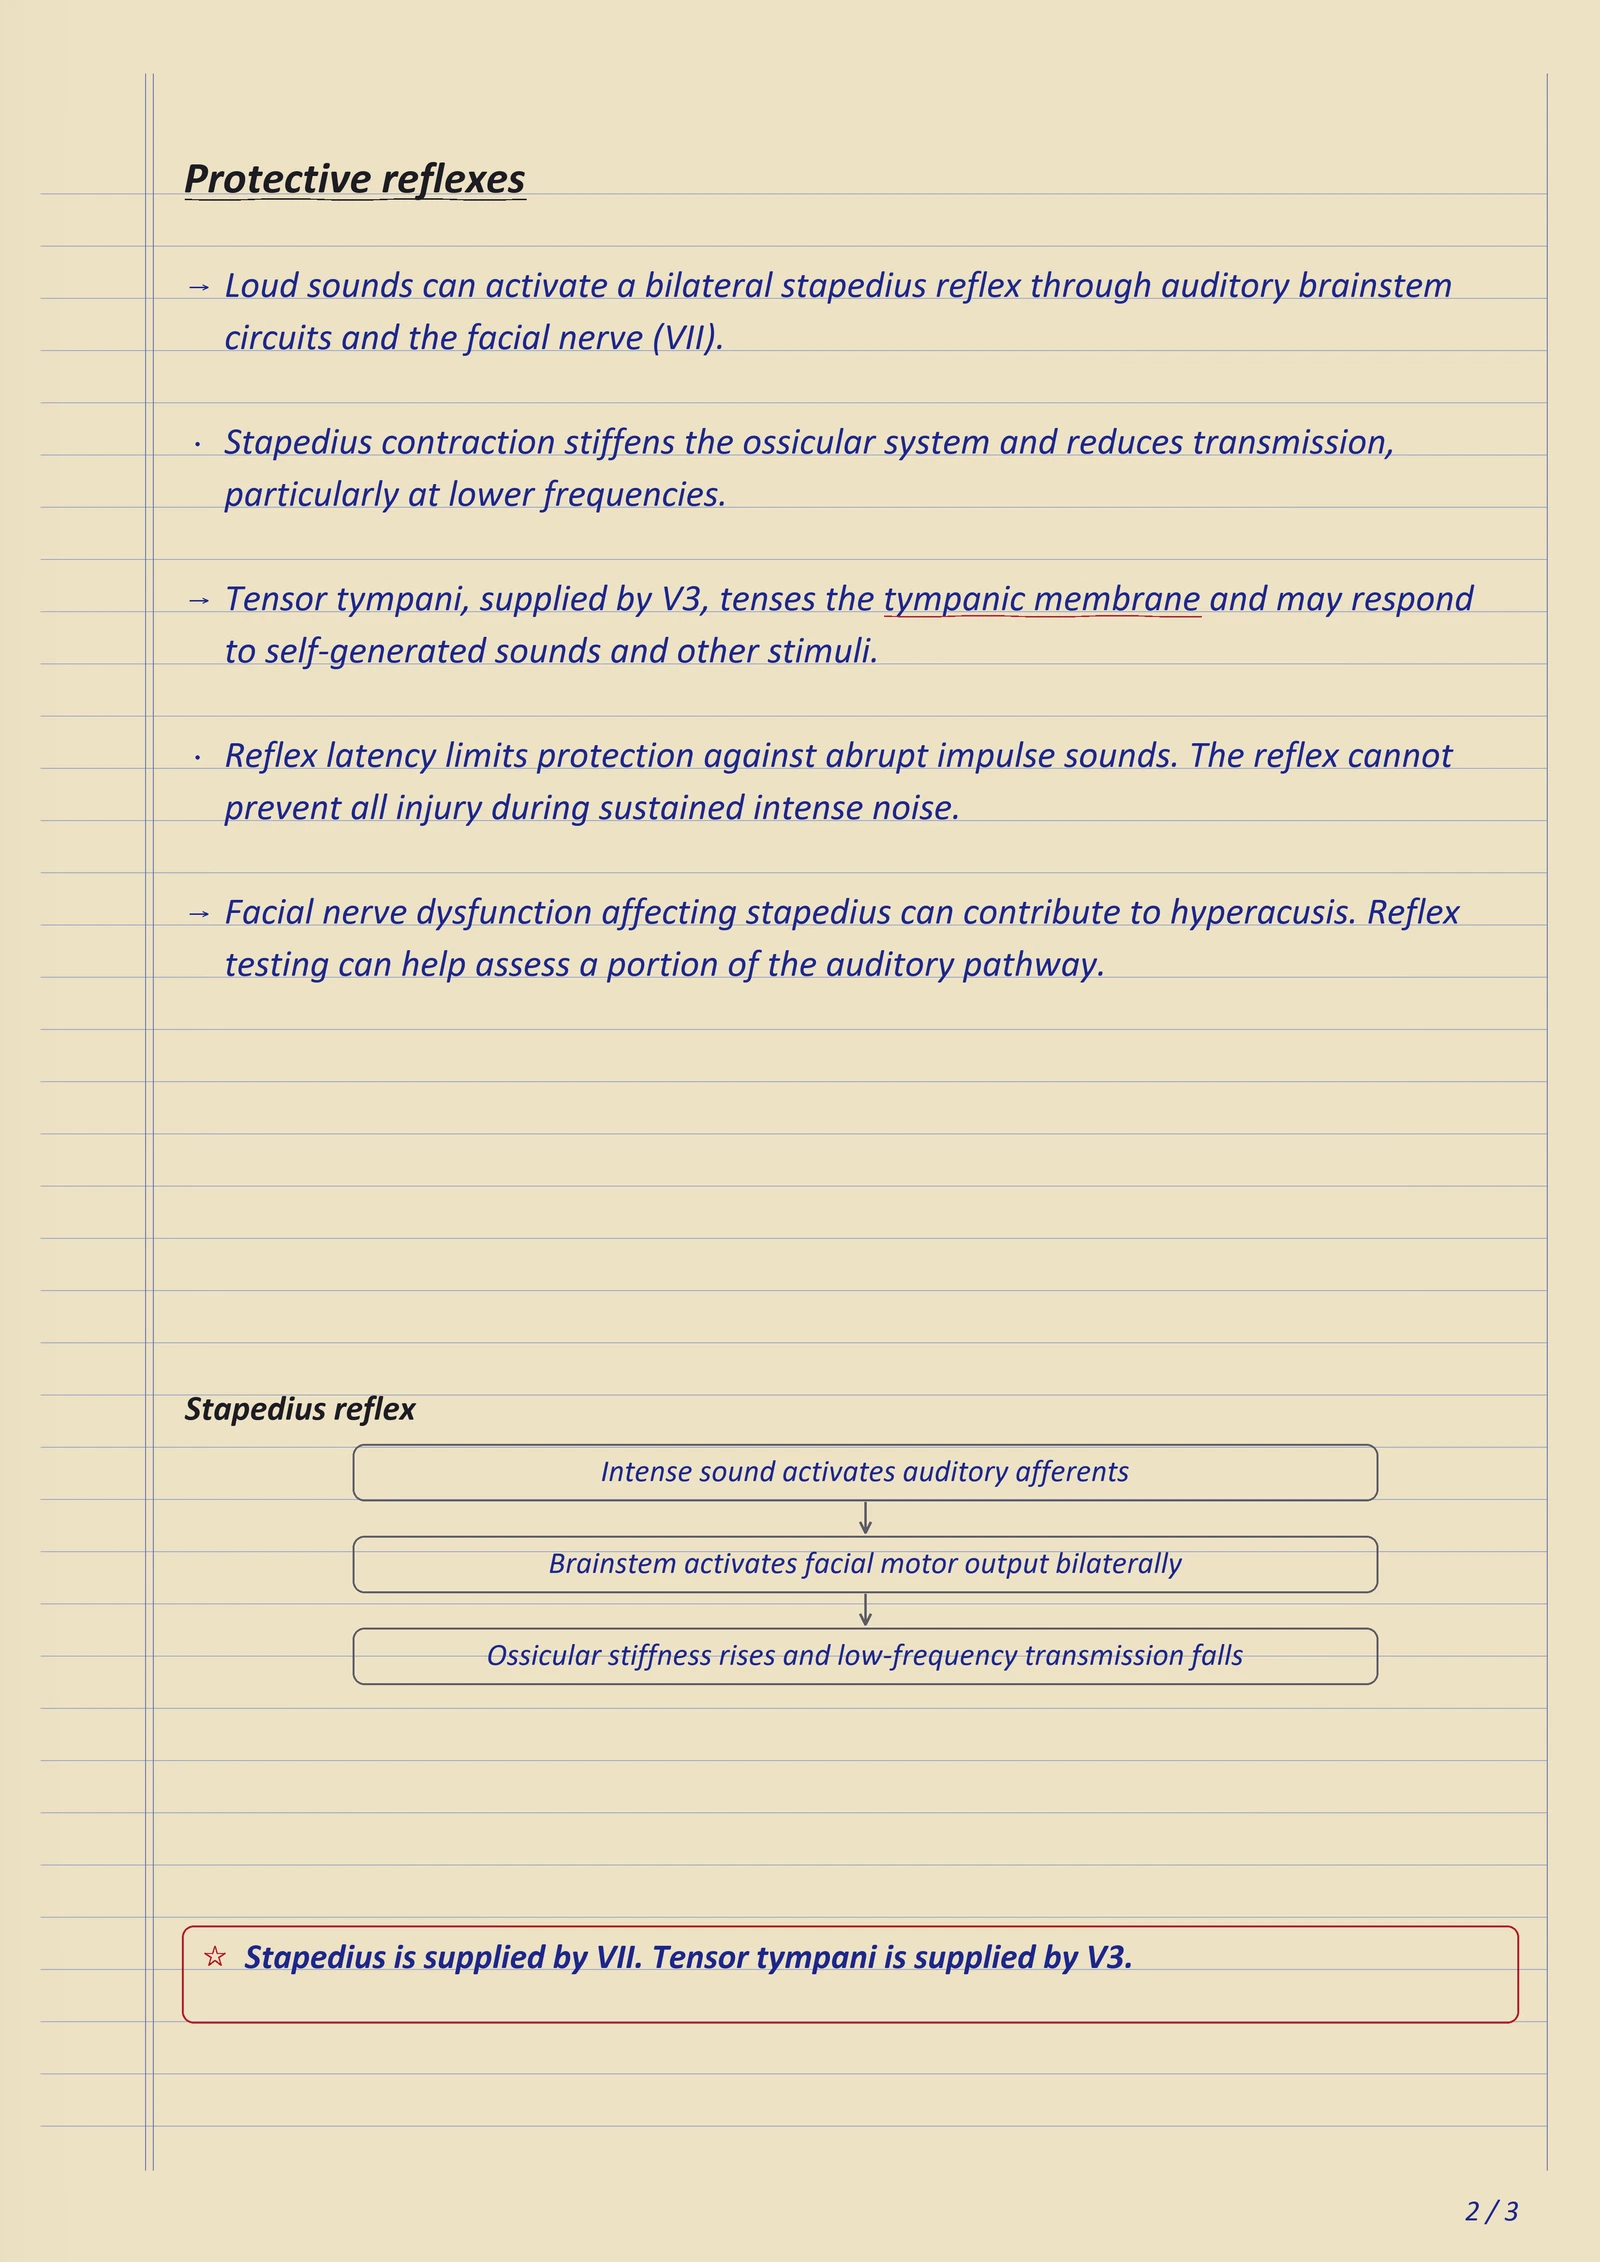 Protective reflexes
→ Loud sounds can activate a bilateral stapedius reflex through auditory brainstem
circuits and the facial nerve (VII).
· Stapedius contraction stiffens the ossicular system and reduces transmission,
particularly at lower frequencies.
→ Tensor tympani, supplied by V3, tenses the tympanic membrane and may respond
to self-generated sounds and other stimuli.
· Reflex latency limits protection against abrupt impulse sounds. The reflex cannot
prevent all injury during sustained intense noise.
→ Facial nerve dysfunction affecting stapedius can contribute to hyperacusis. Reflex
testing can help assess a portion of the auditory pathway.
Stapedius reflex
Intense sound activates auditory afferents
↓
Brainstem activates facial motor output bilaterally
↓
Ossicular stiffness rises and low-frequency transmission falls
☆ Stapedius is supplied by VII. Tensor tympani is supplied by V3.
2 / 3